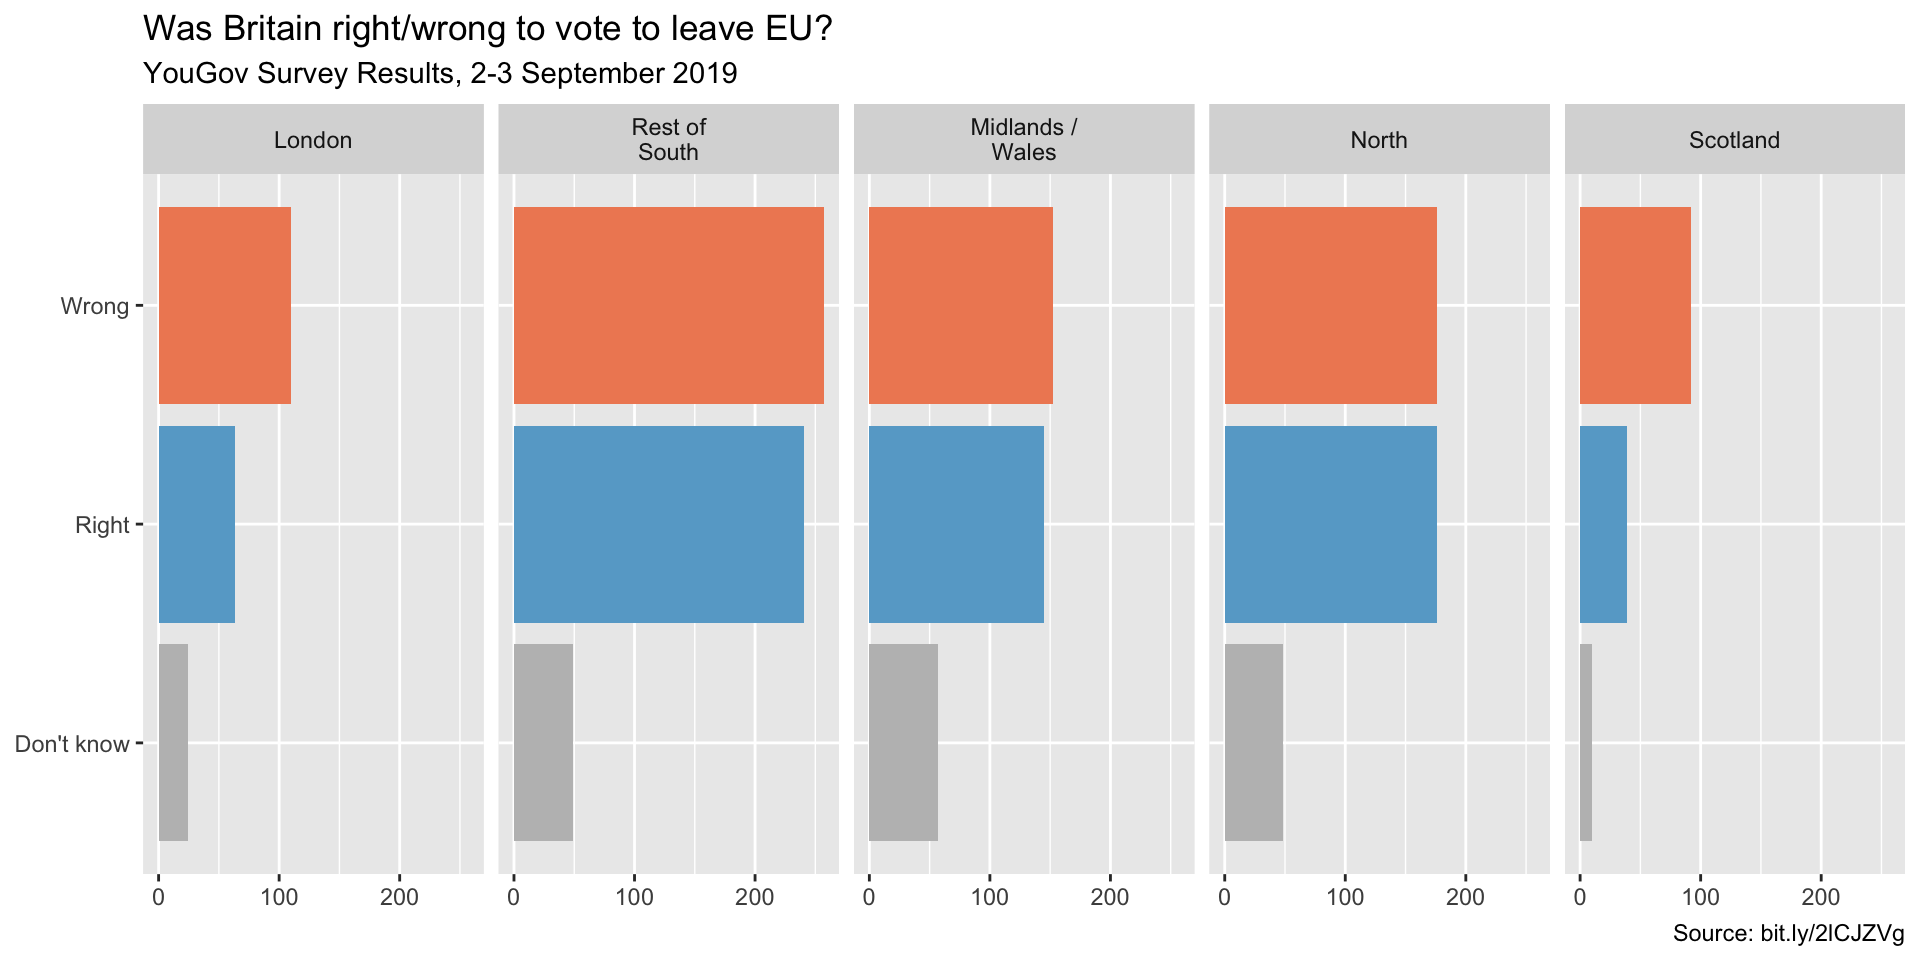 Was Britain right/wrong to vote to leave EU?
YouGov Survey Results, 2-3 September 2019
London
Rest of
South
Midlands /
Wales
North
Scotland
Wrong
Right
Don't know
0 100 200
0 100 200
0 100 200
0 100 200
0 100 200
Source: bit.ly/2lCJZVg